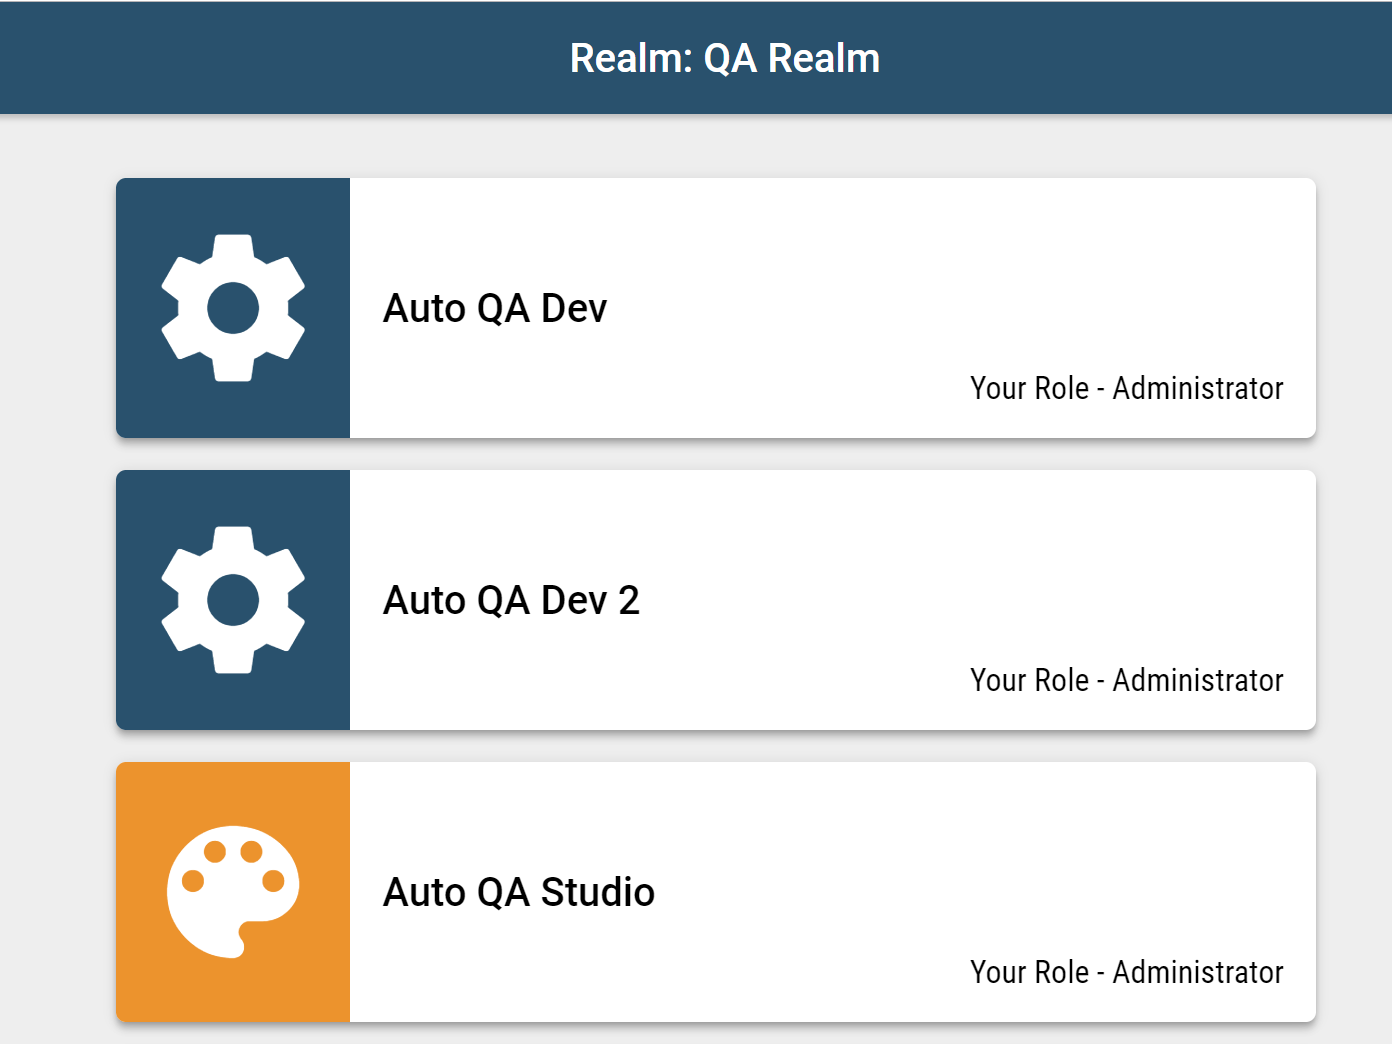 Realm: QA Realm
Auto QA Dev
Your Role - Administrator
Auto QA Dev 2
Your Role - Administrator
Auto QA Studio
Your Role - Administrator